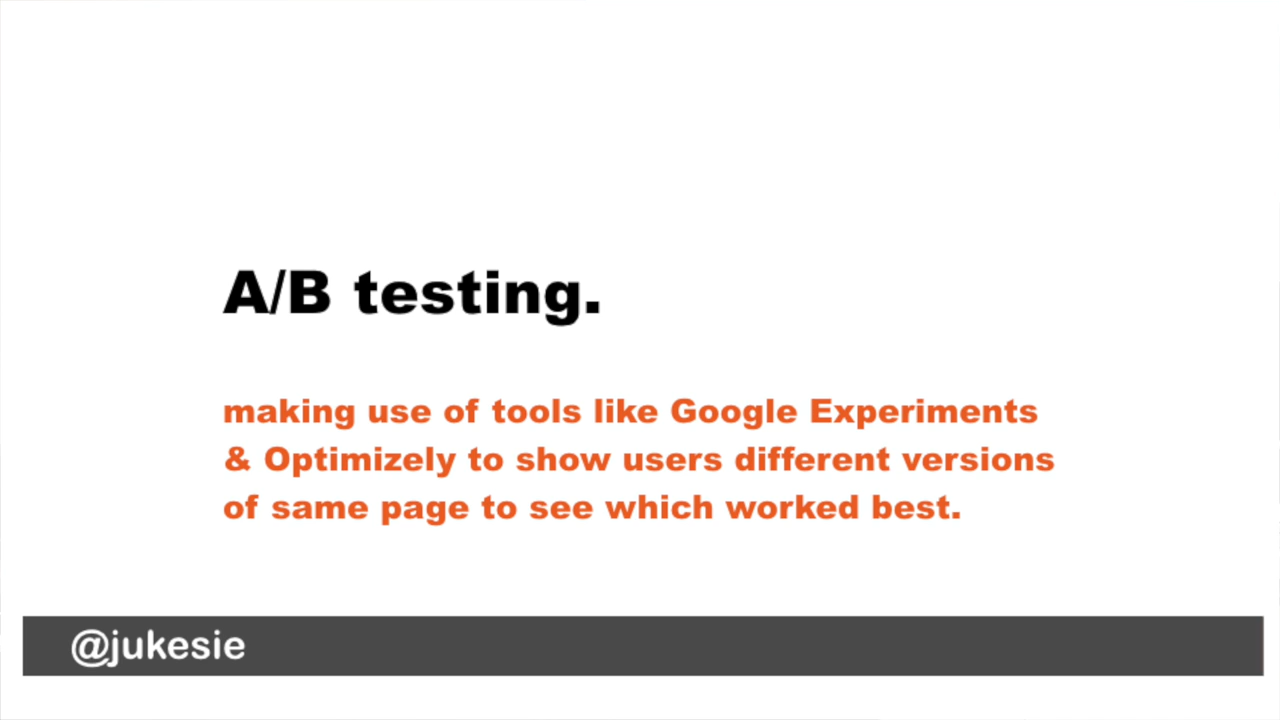 A/B testing.
making use of tools like Google Experiments
& Optimizely to show users different versions
of same page to see which worked best.
@jukesie